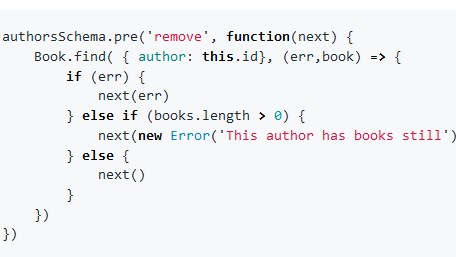 authorsSchema.pre('remove', function(next) {
    Book.find( { author: this.id}, (err,book) => {
        if (err) {
            next(err)
        } else if (books.length > 0) {
            next(new Error('This author has books still')
        } else {
            next()
        }
    })
})